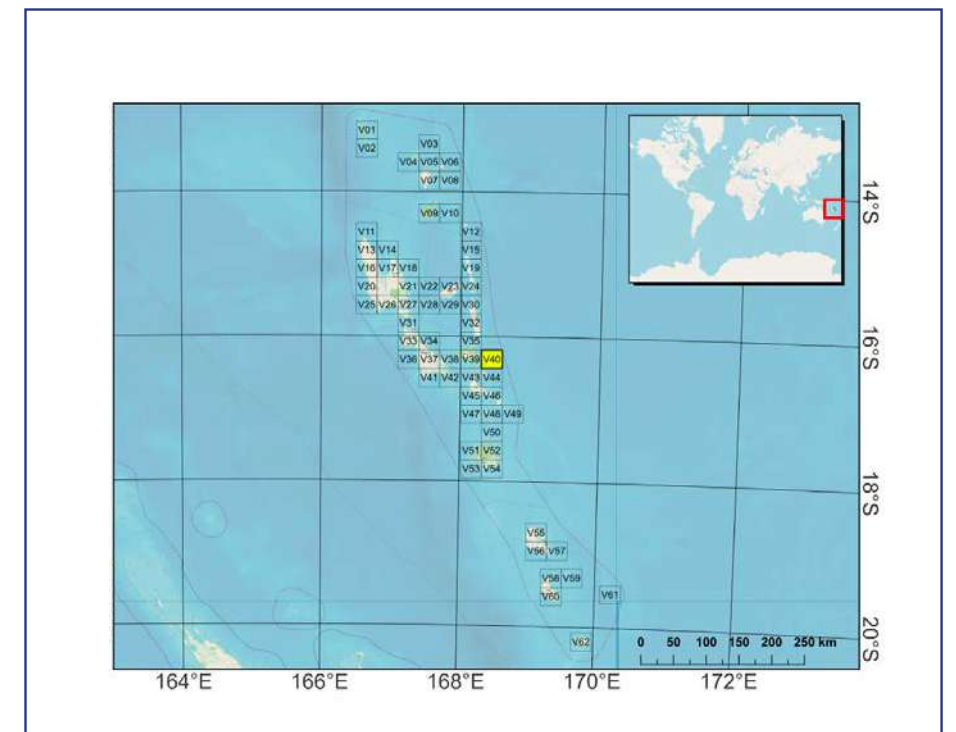 V01
V02 V03
V04 V05 V06
V07 V08
14°S
V09 V10
V11 V12
V13 V14 V15
V16 V17 V18 V19
V20 V21 V22 V23 V24
V25 V26 V27 V28 V29 V30
V31 V32
16°S
V33 V34 V35
V36 V37 V38 V39 V40
V41 V42 V43 V44
V45 V46
V47 V48 V49
V50
V51 V52
V53 V54
18°S
V55
V56 V57
V58 V59
V60 V61
20°S
V62
0 50 100 150 200 250 km
164°E 166°E 168°E 170°E 172°E